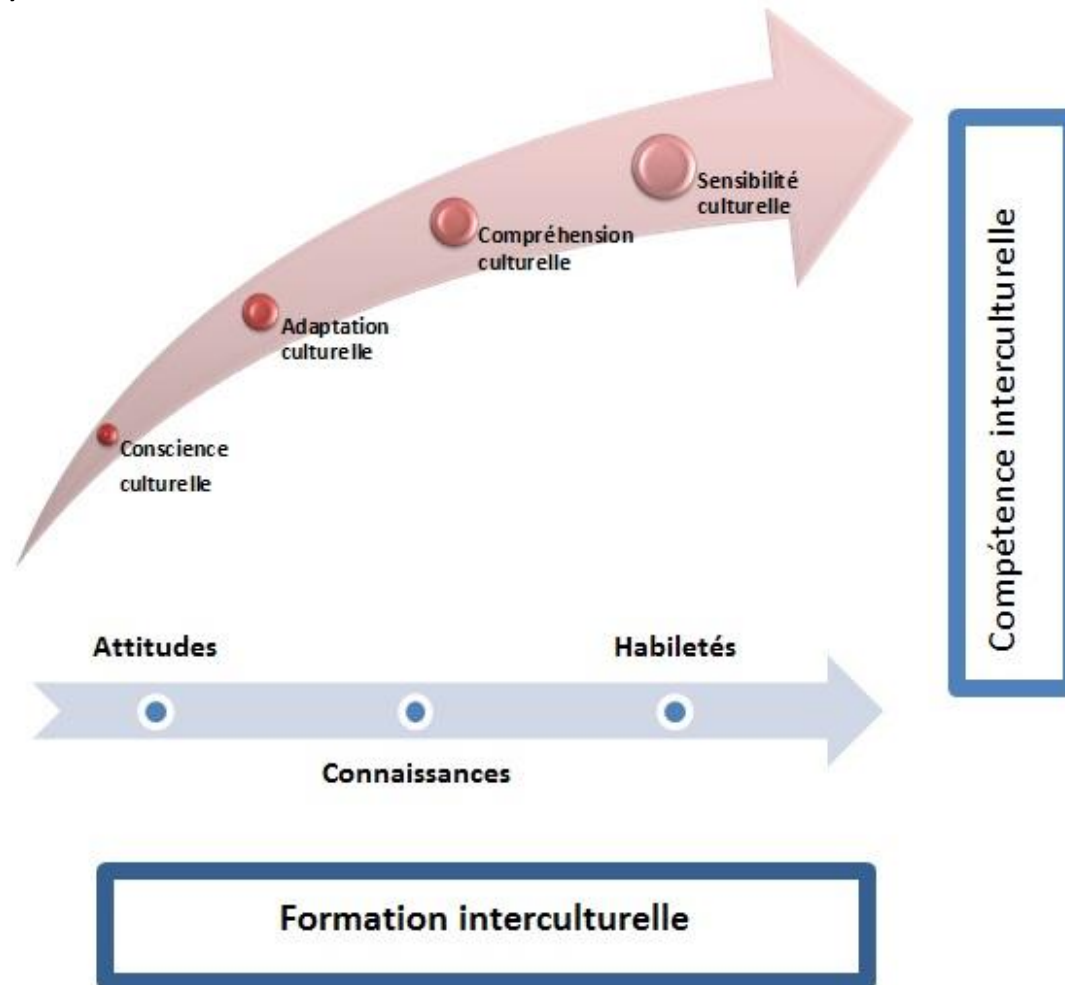 Sensibilité
culturelle
Compréhension
culturelle
Adaptation
culturelle
Conscience
culturelle
Compétence interculturelle
Attitudes
Habiletés
Connaissances
Formation interculturelle